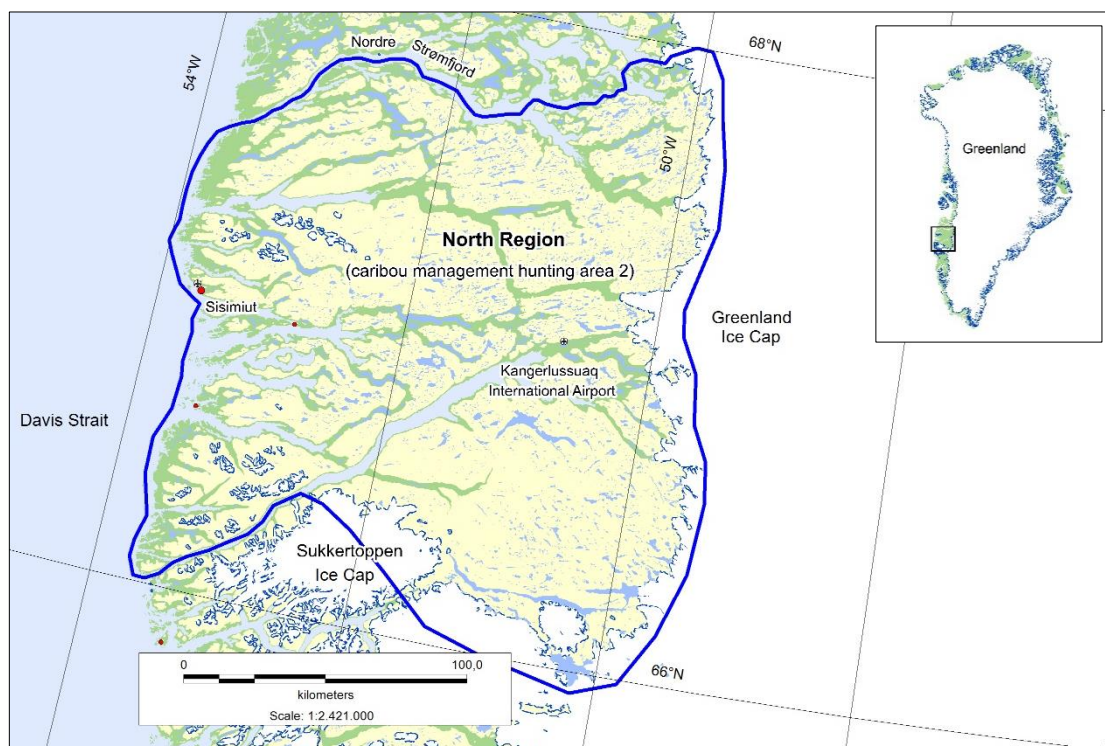 Nordre
Strømfjord
68°N
54°W
50°W
Greenland
North Region
(caribou management hunting area 2)
Sisimiut
Greenland
Ice Cap
Kangerlussuaq
International Airport
Davis Strait
Sukkertoppen
Ice Cap
66°N
0
100,0
kilometers
Scale: 1:2.421.000